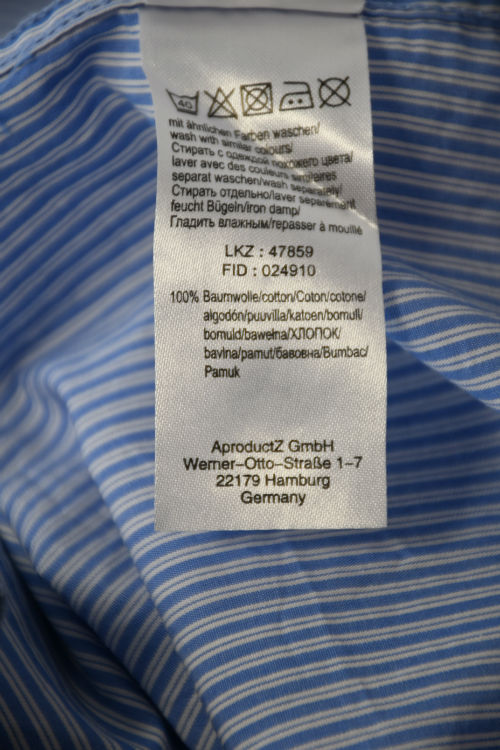 40
mit ähnlichen Farben waschen/
wash with similar colours/
Стирать с одеждой похожего цвета/
laver avec des couleurs similaires
separat waschen/wash separately/
Стирать отдельно/laver separement
feucht Bügeln/iron damp/
Гладить влажным/repasser à mouillé
LKZ : 47859
FID : 024910
100% Baumwolle/cotton/Coton/cotone/
algodón/puuvilla/katoen/bomull/
bomuld/bawełna/ХЛОПОК/
bavlna/pamut/бавовна/Bumbac/
Pamuk
AproductZ GmbH
Werner-Otto-Straße 1-7
22179 Hamburg
Germany